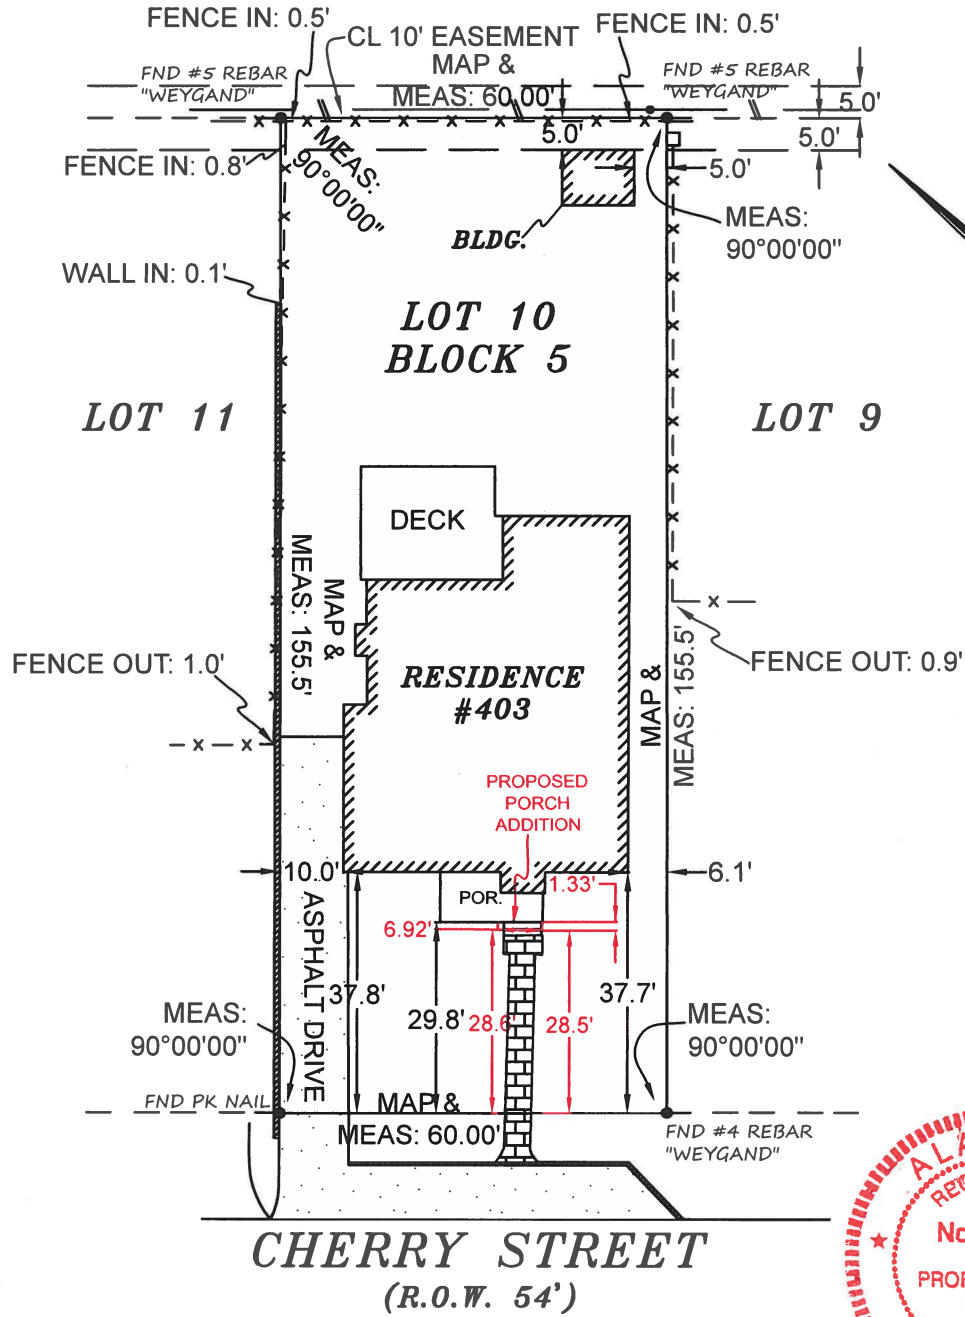 FENCE IN: 0.5'
CL 10' EASEMENT
MAP &
MEAS: 60.00'
FENCE IN: 0.5'
FND #5 REBAR
"WEYGAND"
FND #5 REBAR
"WEYGAND"
5.0'
5.0'
5.0'
5.0'
FENCE IN: 0.8'
MEAS:
90°00'00"
MEAS:
90°00'00"
BLDG.
WALL IN: 0.1'
LOT 10
BLOCK 5
LOT 11
LOT 9
DECK
MAP &
MEAS: 155.5'
MAP &
MEAS: 155.5'
FENCE OUT: 1.0'
FENCE OUT: 0.9'
RESIDENCE
#403
PROPOSED
PORCH
ADDITION
10.0'
6.1'
POR.
1.33'
6.92'
ASPHALT DRIVE
37.8'
29.8'
28.6'
28.5'
37.7'
MEAS:
90°00'00"
MEAS:
90°00'00"
FND PK NAIL
MAP &
MEAS: 60.00'
FND #4 REBAR
"WEYGAND"
CHERRY STREET
(R.O.W. 54')
ALA
REG
No
PROF